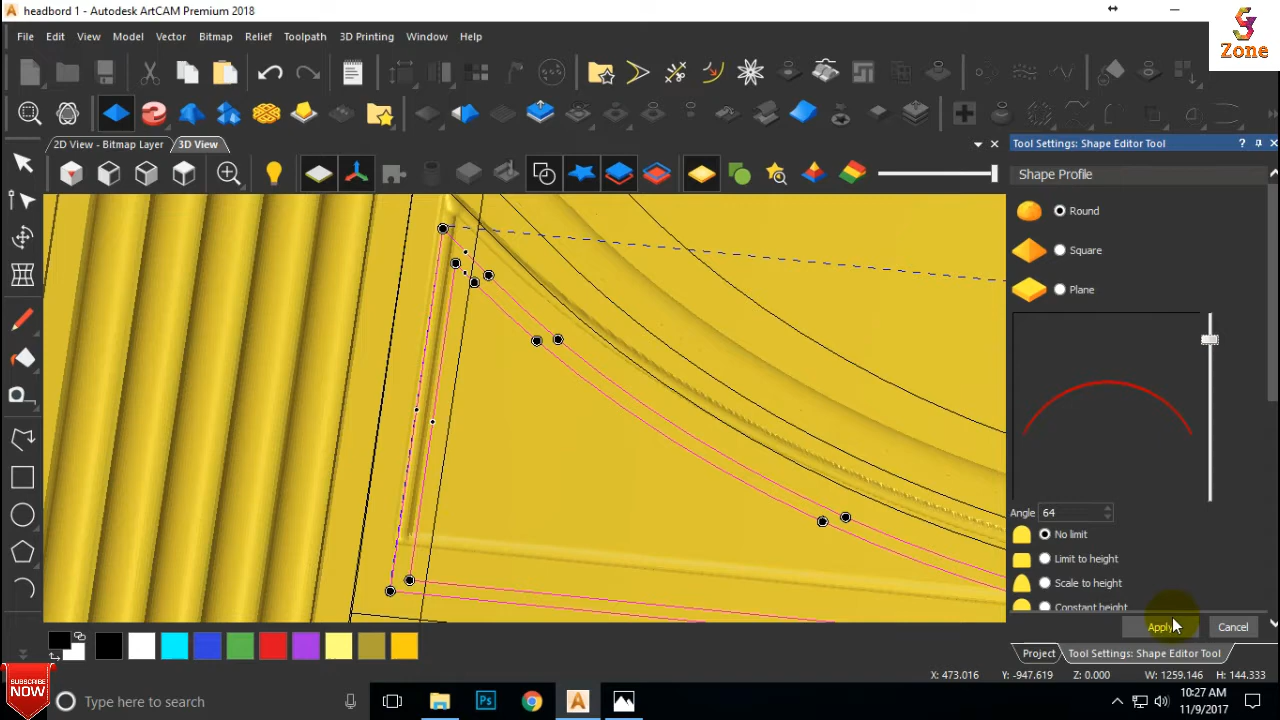 headbord 1 - Autodesk ArtCAM Premium 2018
Zone
File Edit View Model Vector Bitmap Relief Toolpath 3D Printing Window Help
2D View - Bitmap Layer 3D View
Tool Settings: Shape Editor Tool
Shape Profile
Round
Square
Plane
Angle 64
No limit
Limit to height
Scale to height
Constant height
Apply Cancel
Project Tool Settings: Shape Editor Tool
X: 473.016 Y: -947.619 Z: 0.000 W: 1259.146 H: 144.333
SUBSCRIBE
NOW
Type here to search
Ps
10:27 AM
11/9/2017